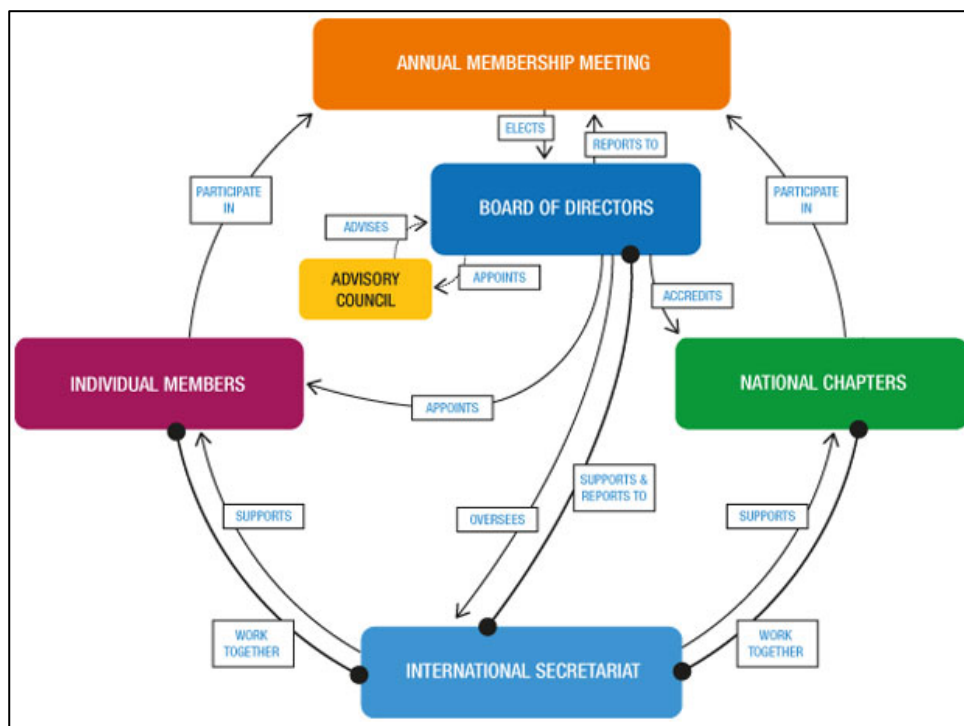 ANNUAL MEMBERSHIP MEETING
ELECTS
REPORTS TO
PARTICIPATE
IN
BOARD OF DIRECTORS
PARTICIPATE
IN
ADVISES
ADVISORY
COUNCIL
APPOINTS
ACCREDITS
INDIVIDUAL MEMBERS
NATIONAL CHAPTERS
APPOINTS
SUPPORTS &
REPORTS TO
SUPPORTS
OVERSEES
SUPPORTS
WORK
TOGETHER
WORK
TOGETHER
INTERNATIONAL SECRETARIAT